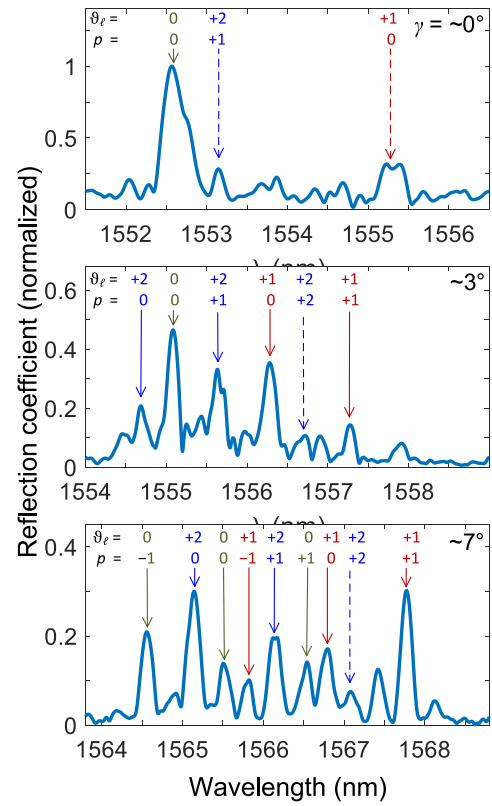 ϑℓ = 0 +2 +1 γ = ~0°
p = 0 +1 0
1
0.5
0
1552 1553 1554 1555 1556
ϑℓ = +2 0 +2 +1 +2 +1 ~3°
p = 0 0 +1 0 +2 +1
0.6
0.4
0.2
0
1554 1555 1556 1557 1558
ϑℓ = 0 +2 0 +1 +2 0 +1 +2 +1 ~7°
p = −1 0 0 −1 +1 +1 0 +2 +1
0.4
0.2
0
1564 1565 1566 1567 1568
Wavelength (nm)
Reflection coefficient (normalized)